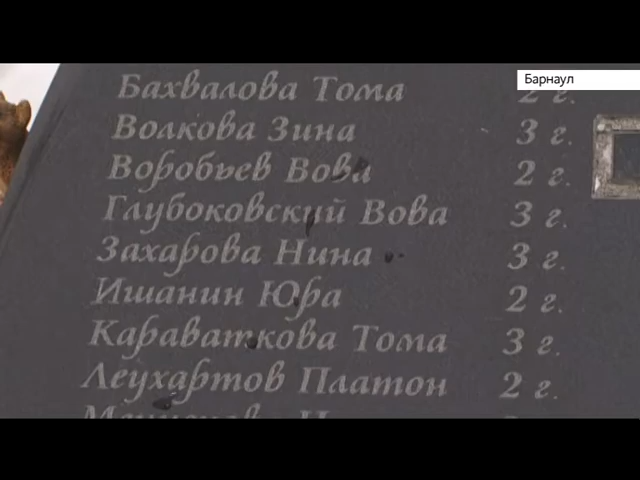 Барнаул
Бахвалова Тома 2 г.
Волкова Зина 3 г.
Воробьев Вова 2 г.
Глубоковский Вова 3 г.
Захарова Нина 3 г.
Ишанин Юра 2 г.
Караваткова Тома 3 г.
Леухартов Платон 2 г.